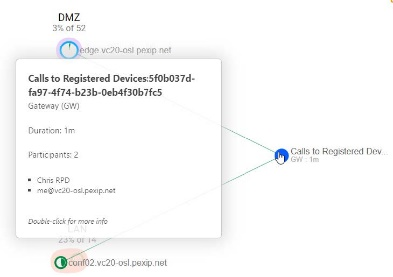 DMZ
3% of 52
edge.vc20-osl.pexip.net
Calls to Registered Devices:5f0b037d-
fa97-4f74-b23b-0eb4f30b7fc5
Gateway (GW)
Duration: 1m
Participants: 2
Chris RPD
me@vc20-osl.pexip.net
Double-click for more info
Calls to Registered Dev...
GW : 1m
LAN
23% of 14
conf02.vc20-osl.pexip.net